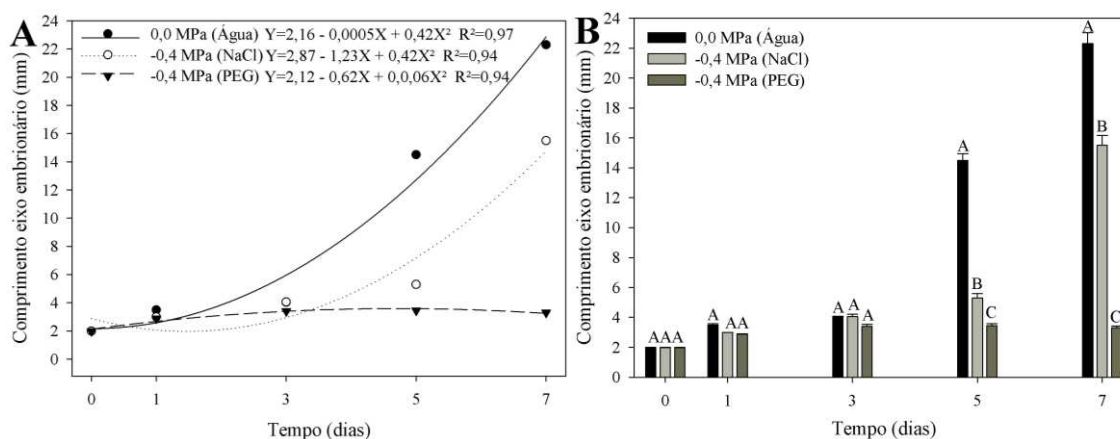 A
0,0 MPa (Água) Y=2,16 - 0,0005X + 0,42X² R²=0,97
-0,4 MPa (NaCl) Y=2,87 - 1,23X + 0,42X² R²=0,94
-0,4 MPa (PEG) Y=2,12 - 0,62X + 0,0,06X² R²=0,94
Comprimento eixo embrionário (mm)
24
22
20
18
16
14
12
10
8
6
4
2
0
0 1 3 5 7
Tempo (dias)
B
0,0 MPa (Água)
-0,4 MPa (NaCl)
-0,4 MPa (PEG)
Comprimento eixo embrionário (mm)
24
22
20
18
16
14
12
10
8
6
4
2
0
AAA
A AA
A A A
A B C
A B C
0 1 3 5 7
Tempo (dias)